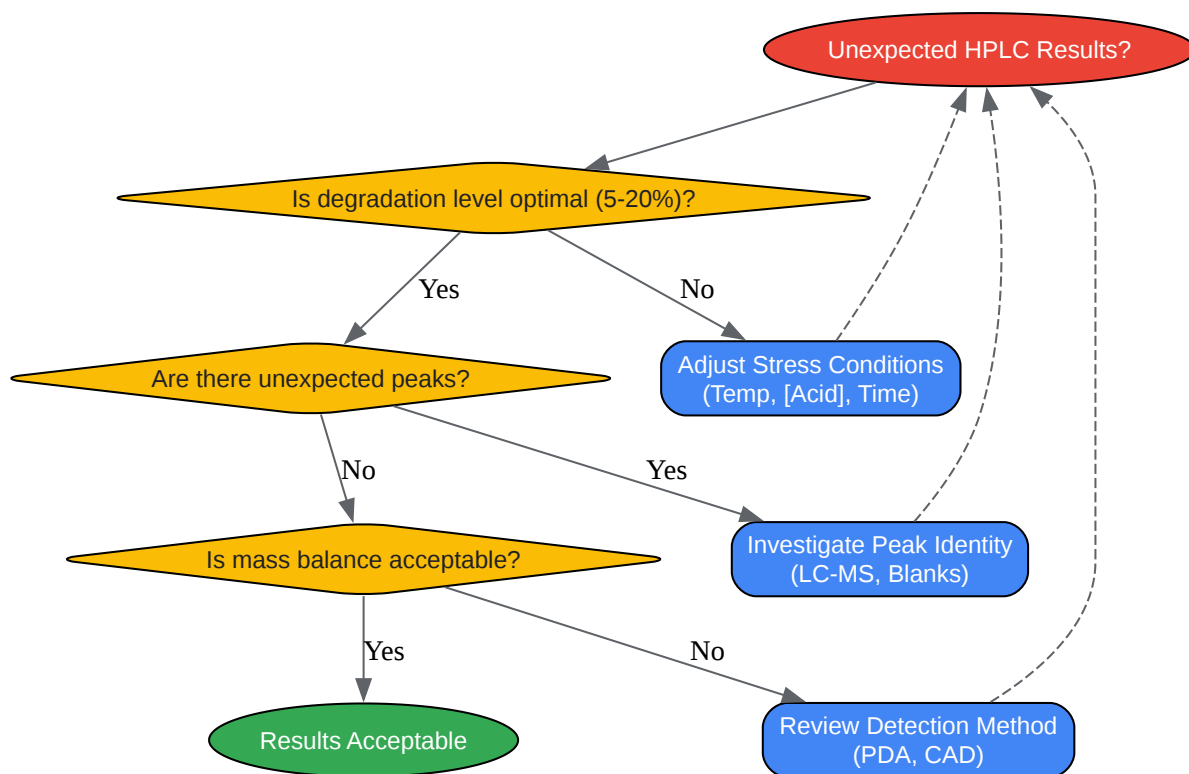 Unexpected HPLC Results?
Is degradation level optimal (5-20%)?
Yes
No
Adjust Stress Conditions
(Temp, [Acid], Time)
Are there unexpected peaks?
No
Yes
Investigate Peak Identity
(LC-MS, Blanks)
Is mass balance acceptable?
Yes
No
Results Acceptable
Review Detection Method
(PDA, CAD)